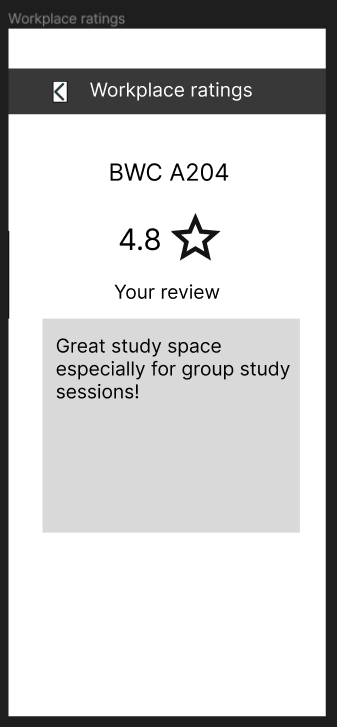 Workplace ratings
Workplace ratings
BWC A204
4.8
Your review
Great study space
especially for group study
sessions!